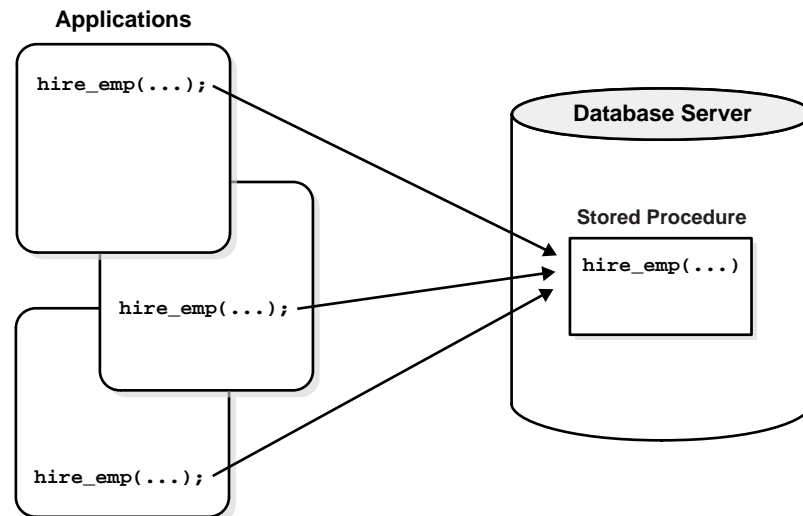 Applications
hire_emp(...);
hire_emp(...);
hire_emp(...);
Database Server
Stored Procedure
hire_emp(...)